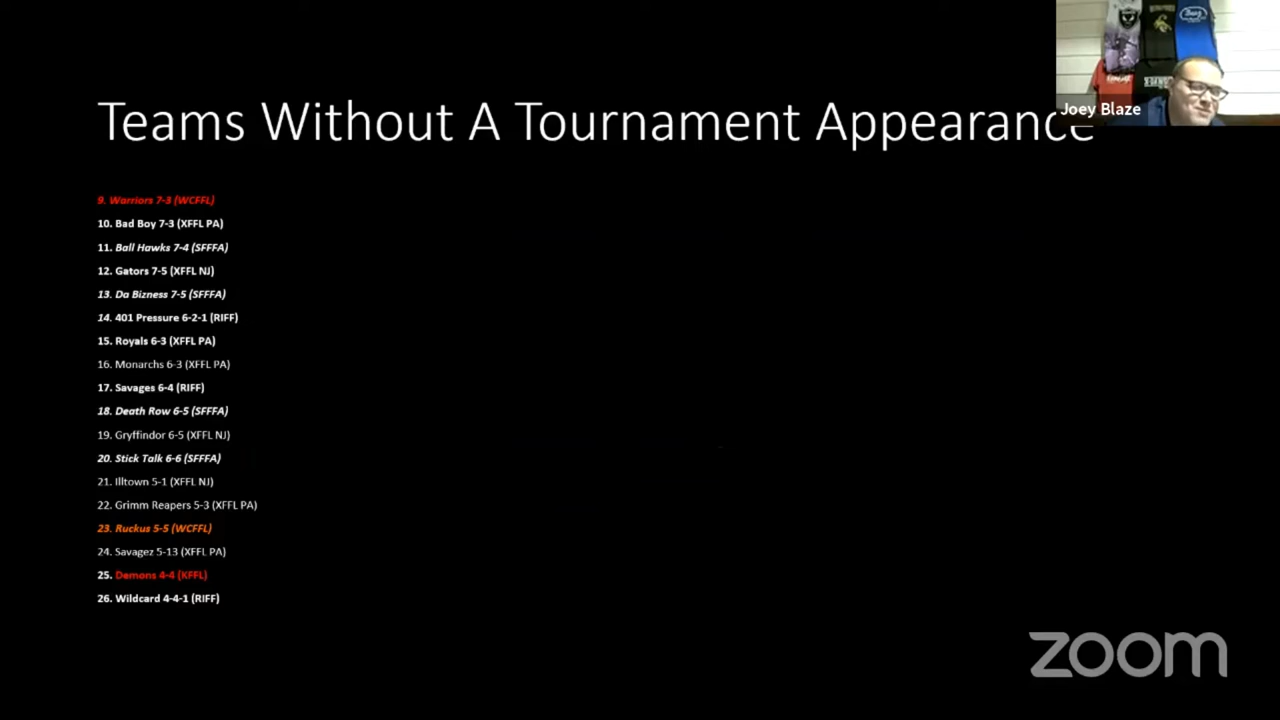 Teams Without A Tournament Appearance
Joey Blaze
9. Warriors 7-3 (WCFFL)
10. Bad Boy 7-3 (XFFL PA)
11. Ball Hawks 7-4 (SFFFA)
12. Gators 7-5 (XFFL NJ)
13. Da Bizness 7-5 (SFFFA)
14. 401 Pressure 6-2-1 (RIFF)
15. Royals 6-3 (XFFL PA)
16. Monarchs 6-3 (XFFL PA)
17. Savages 6-4 (RIFF)
18. Death Row 6-5 (SFFFA)
19. Gryffindor 6-5 (XFFL NJ)
20. Stick Talk 6-6 (SFFFA)
21. Illtown 5-1 (XFFL NJ)
22. Grimm Reapers 5-3 (XFFL PA)
23. Ruckus 5-5 (WCFFL)
24. Savagez 5-13 (XFFL PA)
25. Demons 4-4 (KFFL)
26. Wildcard 4-4-1 (RIFF)
zoom